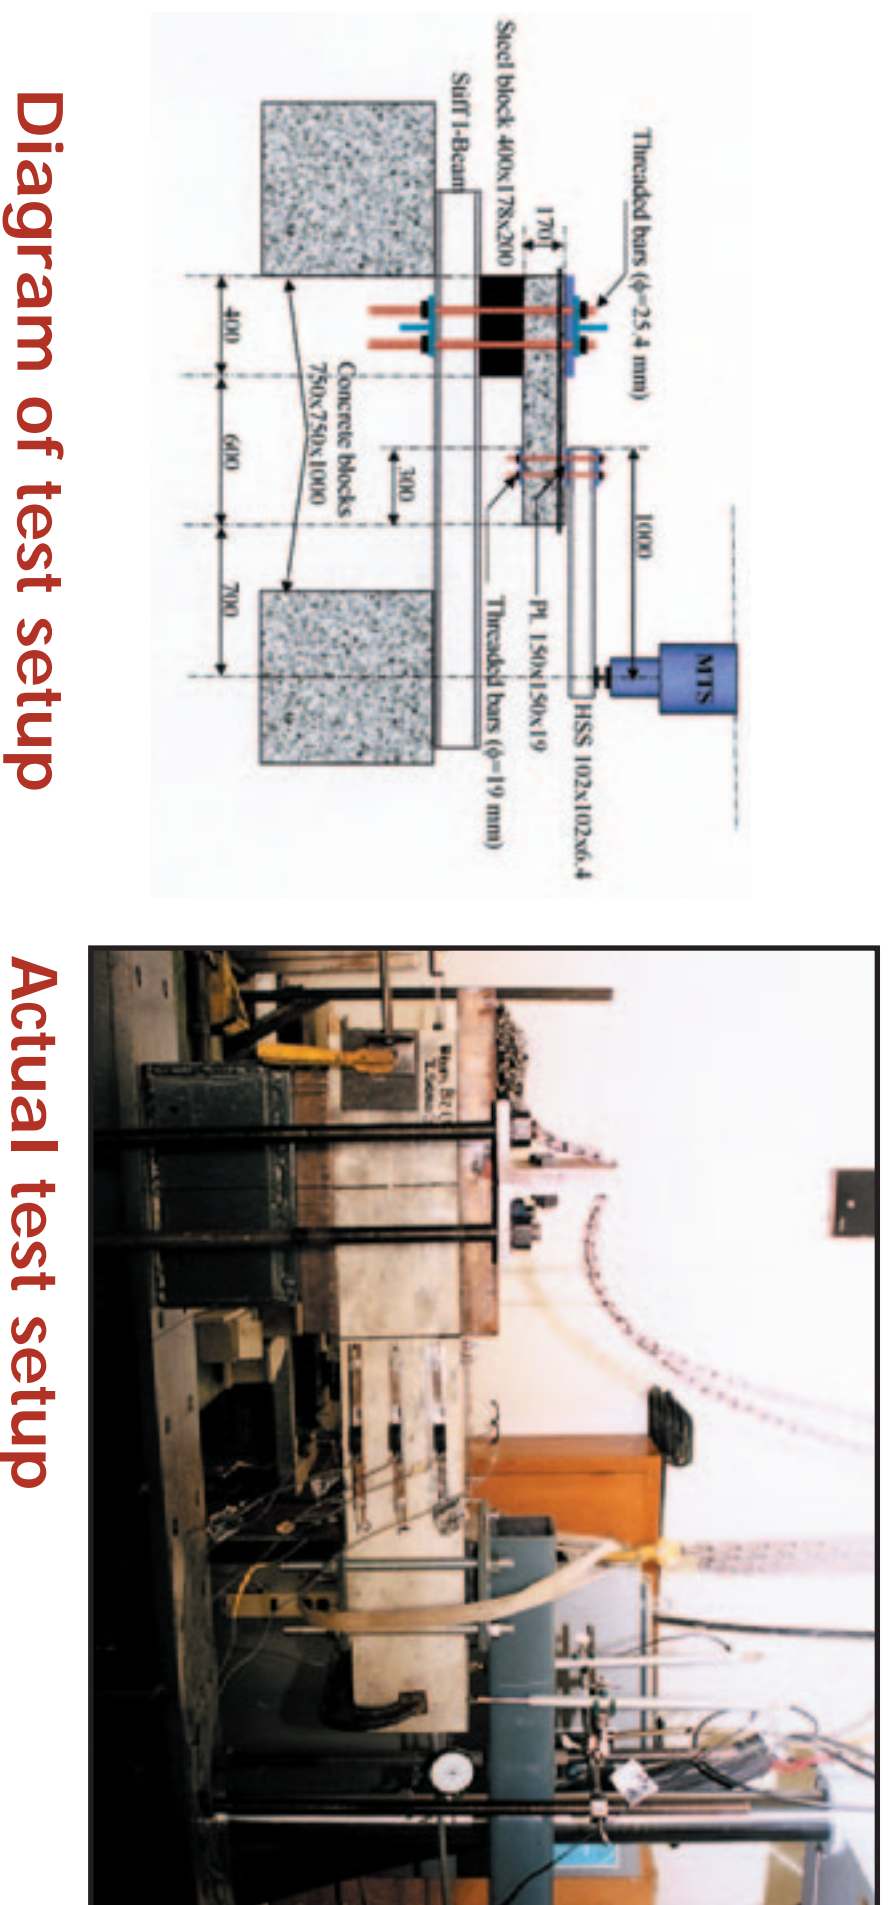 Threaded bars (ϕ=25.4 mm)
MTS
1000
HSS 102x102x6.4
170
Steel block 400x178x200
PL 150x150x19
Stiff I-Beam
Threaded bars (ϕ=19 mm)
300
Concrete blocks
750x750x1000
400
600
700
Diagram of test setup
Actual test setup